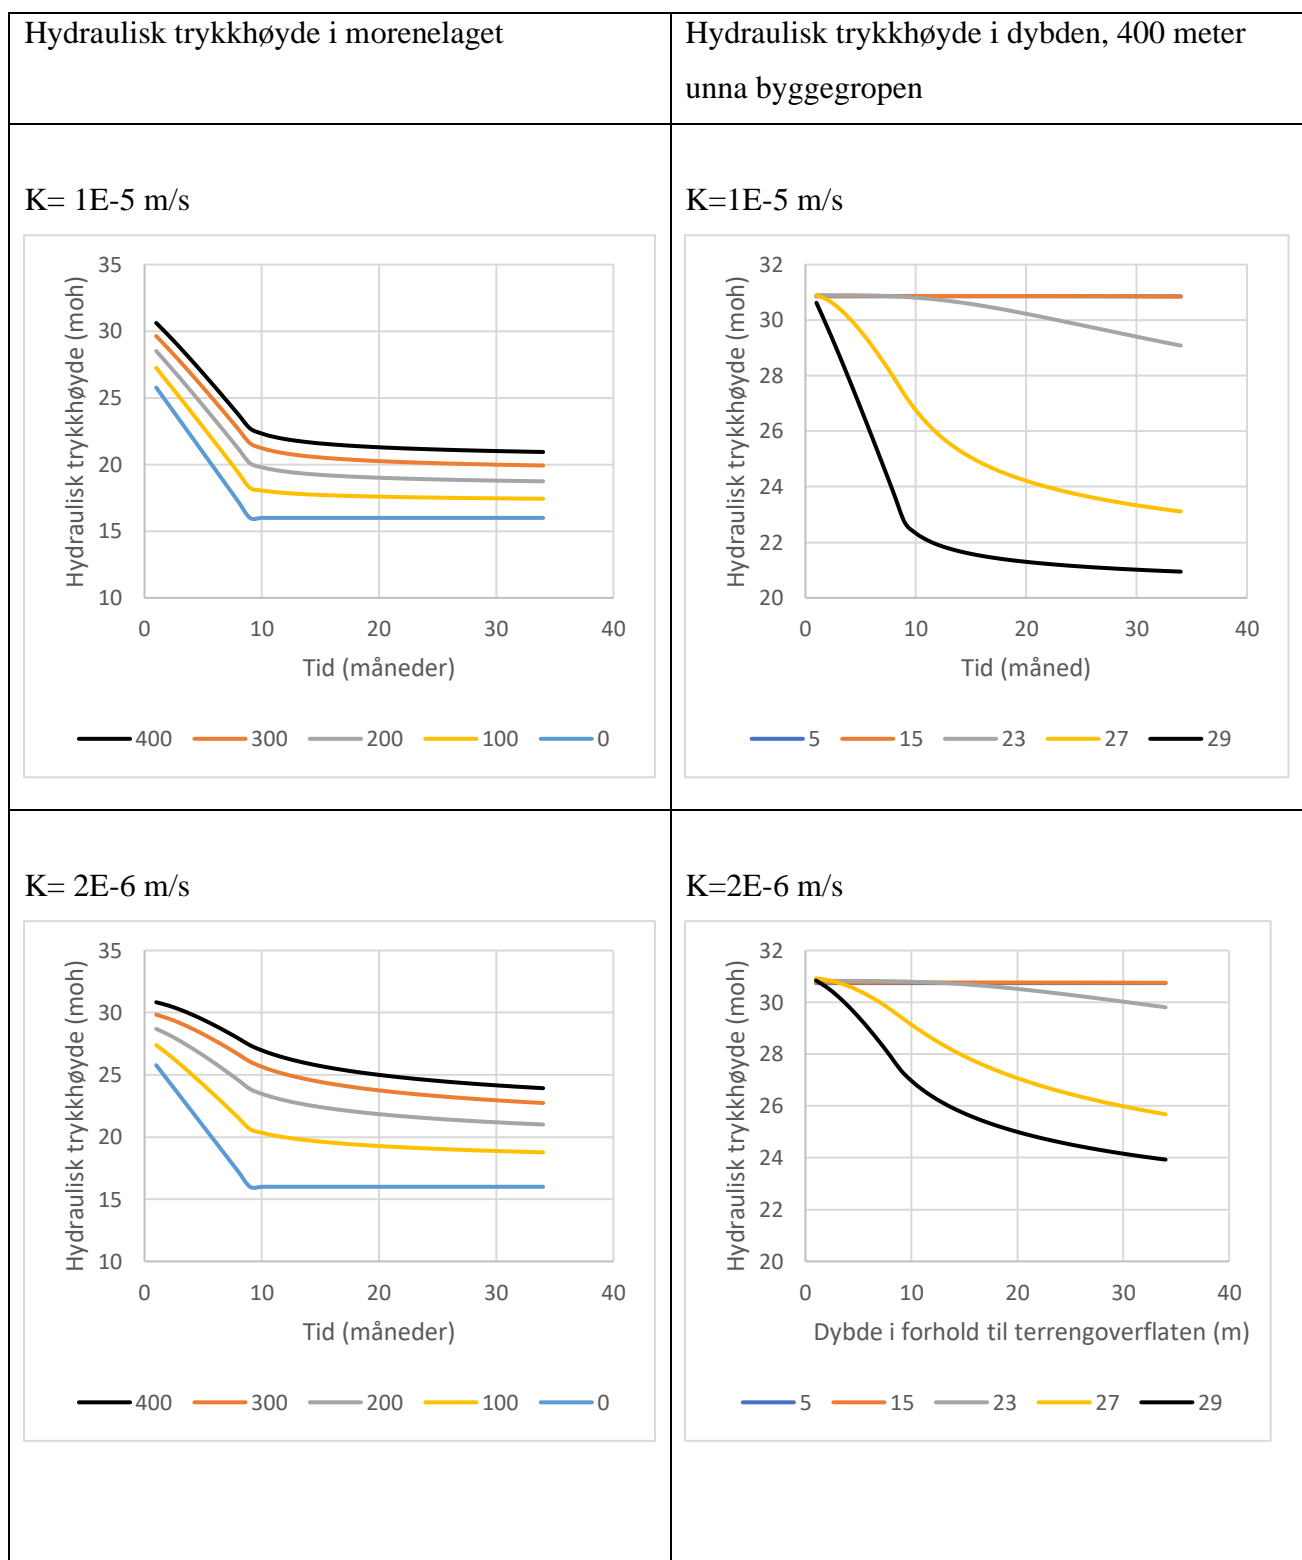 Hydraulisk trykkhøyde i morenelaget
Hydraulisk trykkhøyde i dybden, 400 meter
unna byggegropen
K= 1E-5 m/s
Hydraulisk trykkhøyde (moh)
35
30
25
20
15
10
0 10 20 30 40
Tid (måneder)
400 300 200 100 0
K=1E-5 m/s
Hydraulisk trykkhøyde (moh)
32
30
28
26
24
22
20
0 10 20 30 40
Tid (måned)
5 15 23 27 29
K= 2E-6 m/s
Hydraulisk trykkhøyde (moh)
35
30
25
20
15
10
0 10 20 30 40
Tid (måneder)
400 300 200 100 0
K=2E-6 m/s
Hydraulisk trykkhøyde (moh)
32
30
28
26
24
22
20
0 10 20 30 40
Dybde i forhold til terrengoverflaten (m)
5 15 23 27 29